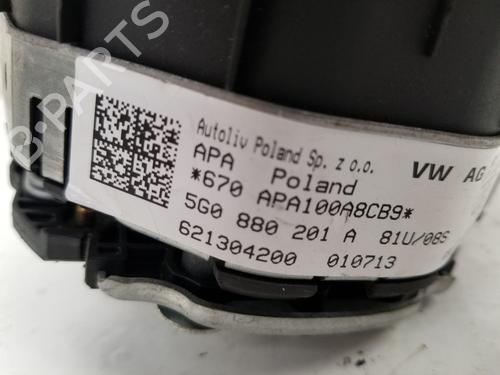 B-PARTS
Autoliv Poland Sp. z o.o.
APA Poland VW AG
*670 APA100A8CB9*
5G0 880 201 A 81U/08S
621304200 010713